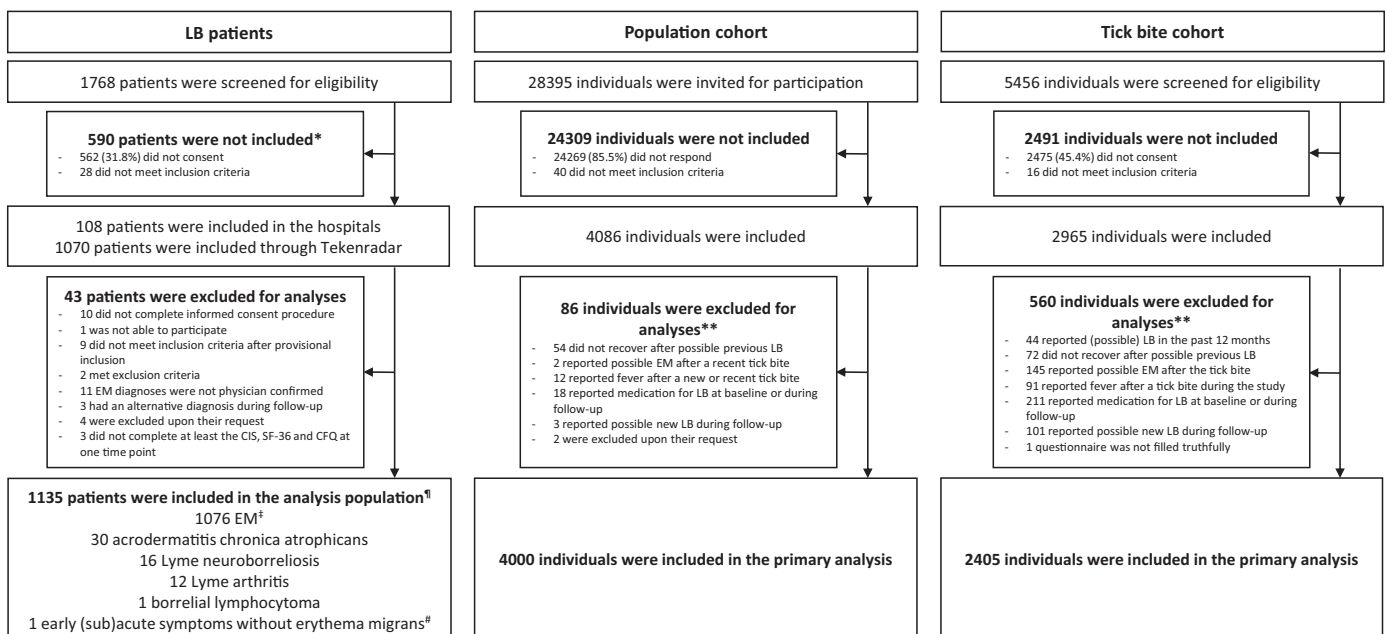 LB patients
1768 patients were screened for eligibility
590 patients were not included*
- 562 (31.8%) did not consent
- 28 did not meet inclusion criteria
108 patients were included in the hospitals
1070 patients were included through Tekenradar
43 patients were excluded for analyses
- 10 did not complete informed consent procedure
- 1 was not able to participate
- 9 did not meet inclusion criteria after provisional
inclusion
- 2 met exclusion criteria
- 11 EM diagnoses were not physician confirmed
- 3 had an alternative diagnosis during follow-up
- 4 were excluded upon their request
- 3 did not complete at least the CIS, SF-36 and CFQ at
one time point
1135 patients were included in the analysis population¶
1076 EM‡
30 acrodermatitis chronica atrophicans
16 Lyme neuroborreliosis
12 Lyme arthritis
1 borrelial lymphocytoma
1 early (sub)acute symptoms without erythema migrans#
Population cohort
28395 individuals were invited for participation
24309 individuals were not included
- 24269 (85.5%) did not respond
- 40 did not meet inclusion criteria
4086 individuals were included
86 individuals were excluded for
analyses**
- 54 did not recover after possible previous LB
- 2 reported possible EM after a recent tick bite
- 12 reported fever after a new or recent tick bite
- 18 reported medication for LB at baseline or during
follow-up
- 3 reported possible new LB during follow-up
- 2 were excluded upon their request
4000 individuals were included in the primary analysis
Tick bite cohort
5456 individuals were screened for eligibility
2491 individuals were not included
- 2475 (45.4%) did not consent
- 16 did not meet inclusion criteria
2965 individuals were included
560 individuals were excluded for
analyses**
- 44 reported (possible) LB in the past 12 months
- 72 did not recover after possible previous LB
- 145 reported possible EM after the tick bite
- 91 reported fever after a tick bite during the study
- 211 reported medication for LB at baseline or during
follow-up
- 101 reported possible new LB during follow-up
- 1 questionnaire was not filled truthfully
2405 individuals were included in the primary analysis